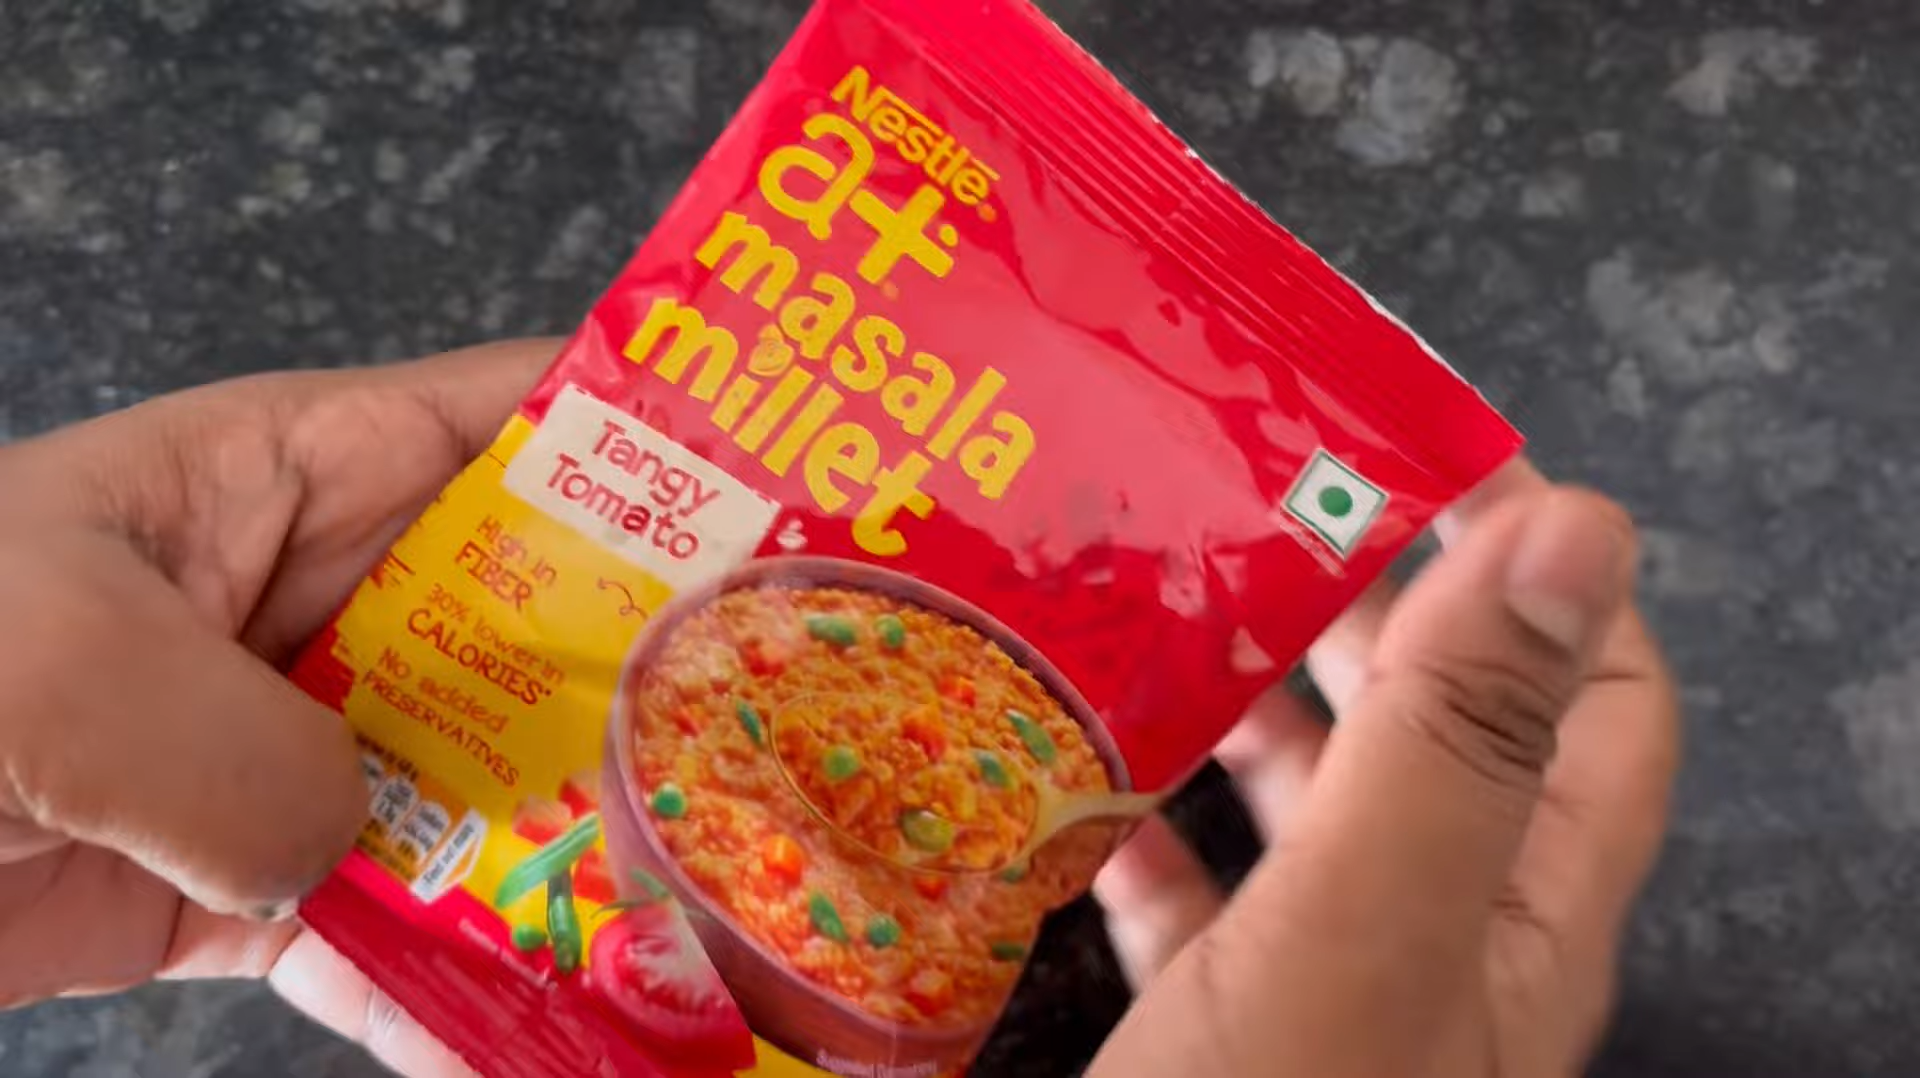 Nestlé
a+
masala
millet
Tangy
Tomato
High in
FIBER
30% lower in
CALORIES*
No added
PRESERVATIVES